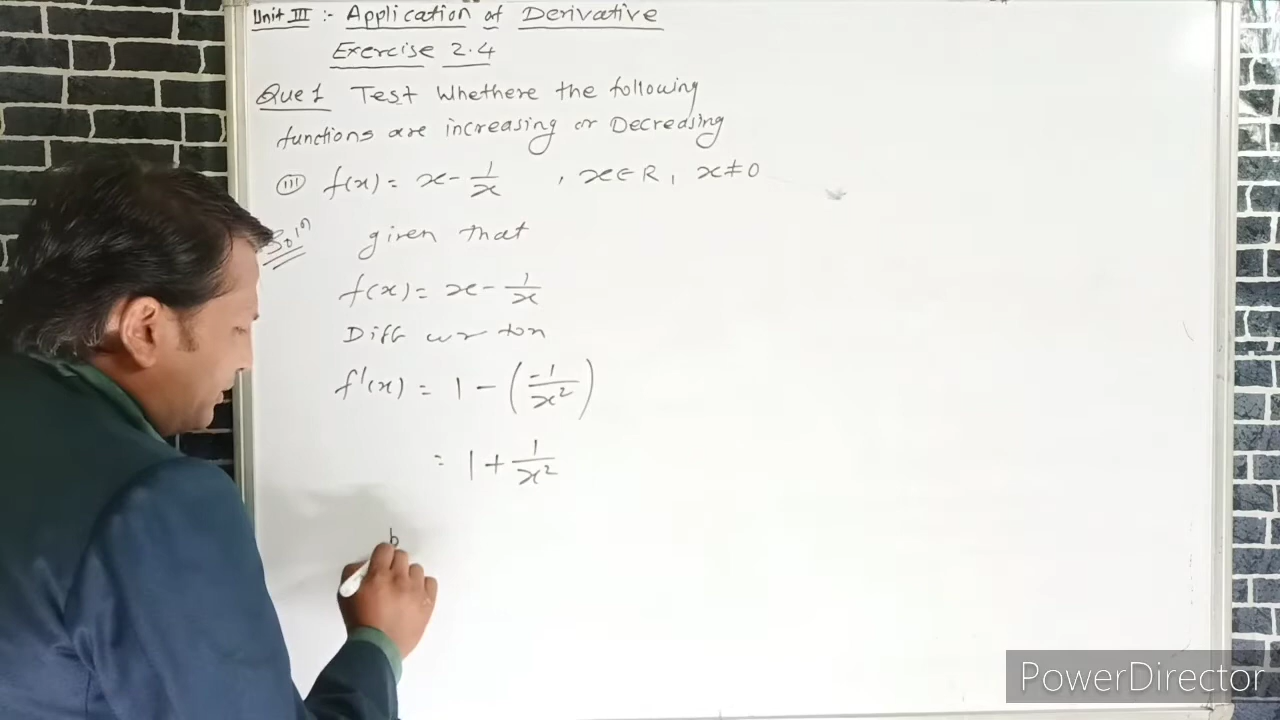 Unit III :- Application of Derivative
Exercise 2.4
Que 1 Test Whethere the following
functions are increasing or Decreasing
(iii) f(x) = x - 1/x , x ∈ R, x ≠ 0
Solⁿ given that
f(x) = x - 1/x
Diff w r to x
f'(x) = 1 - (-1/x²)
= 1 + 1/x²
b
PowerDirector